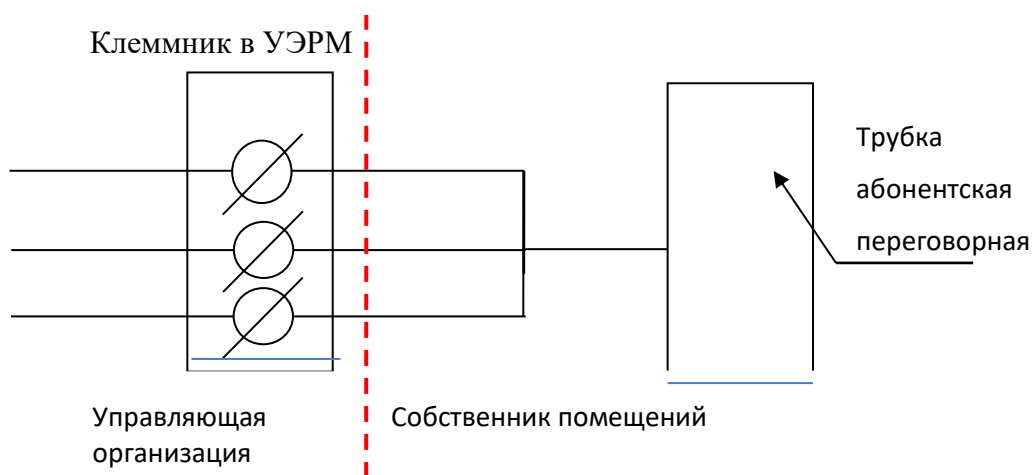 Клеммник в УЭРМ
Трубка
абонентская
переговорная
Управляющая
организация
Собственник помещений